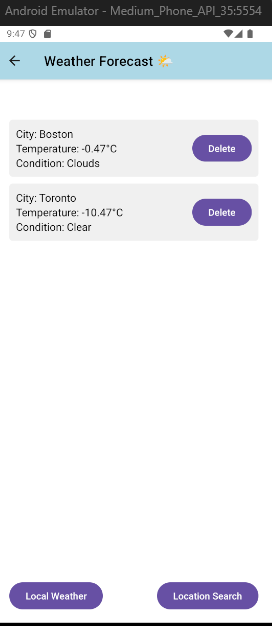 Android Emulator - Medium_Phone_API_35:5554
9:47
Weather Forecast 🌤️
City: Boston
Temperature: -0.47°C
Condition: Clouds
Delete
City: Toronto
Temperature: -10.47°C
Condition: Clear
Delete
Local Weather
Location Search